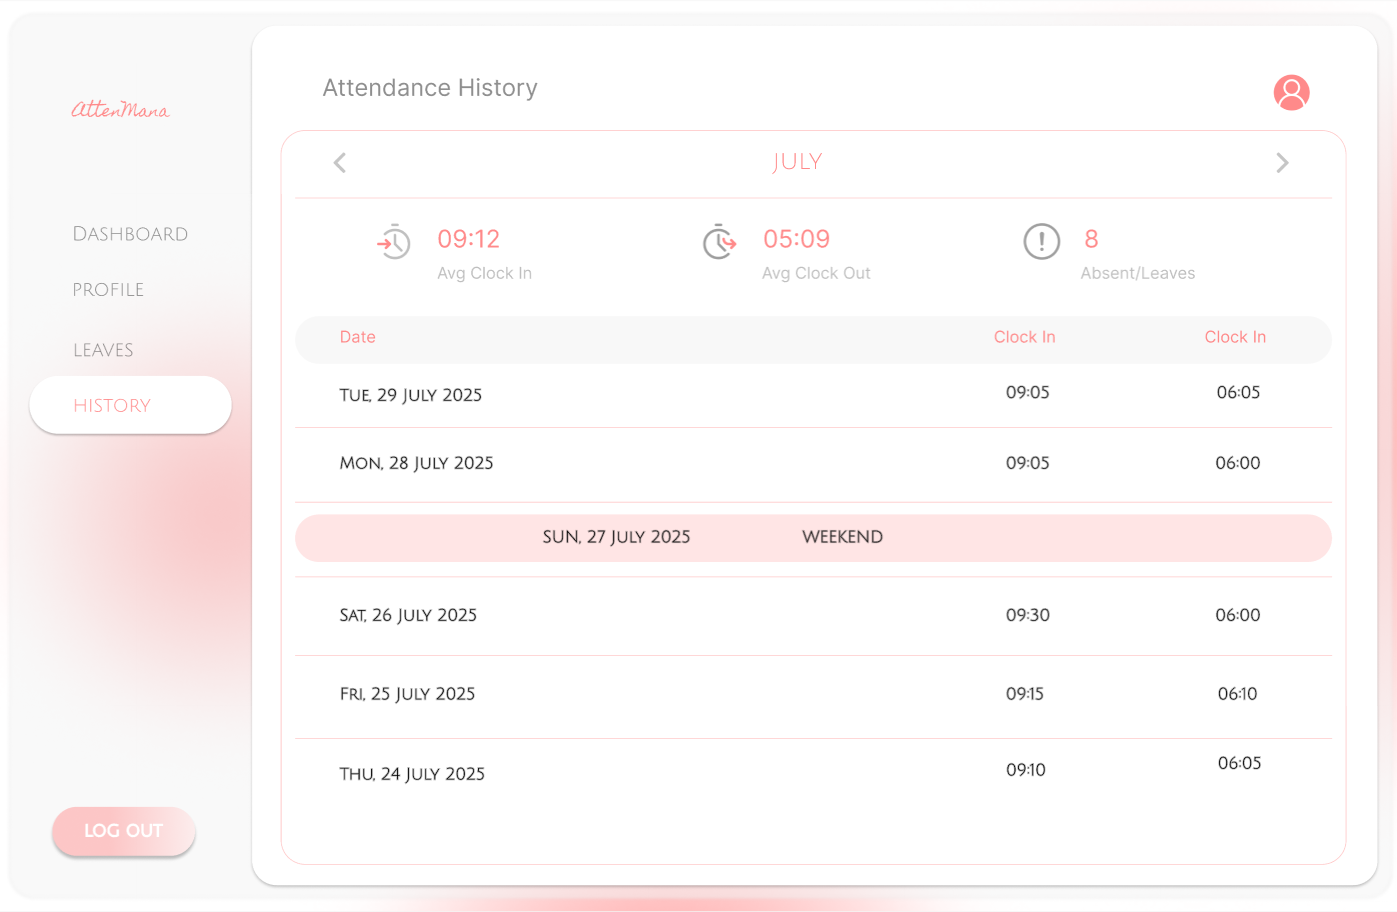 AttenMana
DASHBOARD
PROFILE
LEAVES
HISTORY
LOG OUT
Attendance History
JULY
09:12
Avg Clock In
05:09
Avg Clock Out
8
Absent/Leaves
Date Clock In Clock In
TUE, 29 JULY 2025 09:05 06:05
MON, 28 JULY 2025 09:05 06:00
SUN, 27 JULY 2025 WEEKEND
SAT, 26 JULY 2025 09:30 06:00
FRI, 25 JULY 2025 09:15 06:10
THU, 24 JULY 2025 09:10 06:05